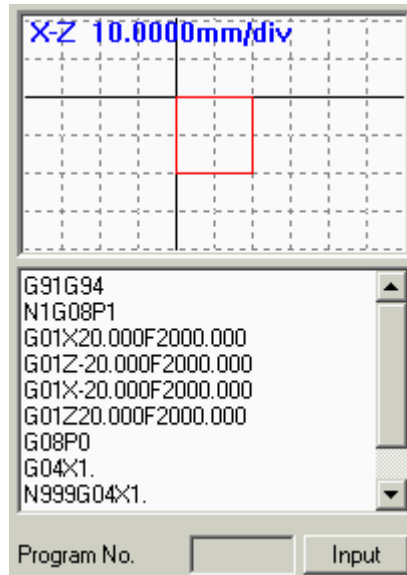 X-Z 10.0000mm/div
G91G94
N1G08P1
G01X20.000F2000.000
G01Z-20.000F2000.000
G01X-20.000F2000.000
G01Z20.000F2000.000
G08P0
G04X1.
N999G04X1.
Program No. Input